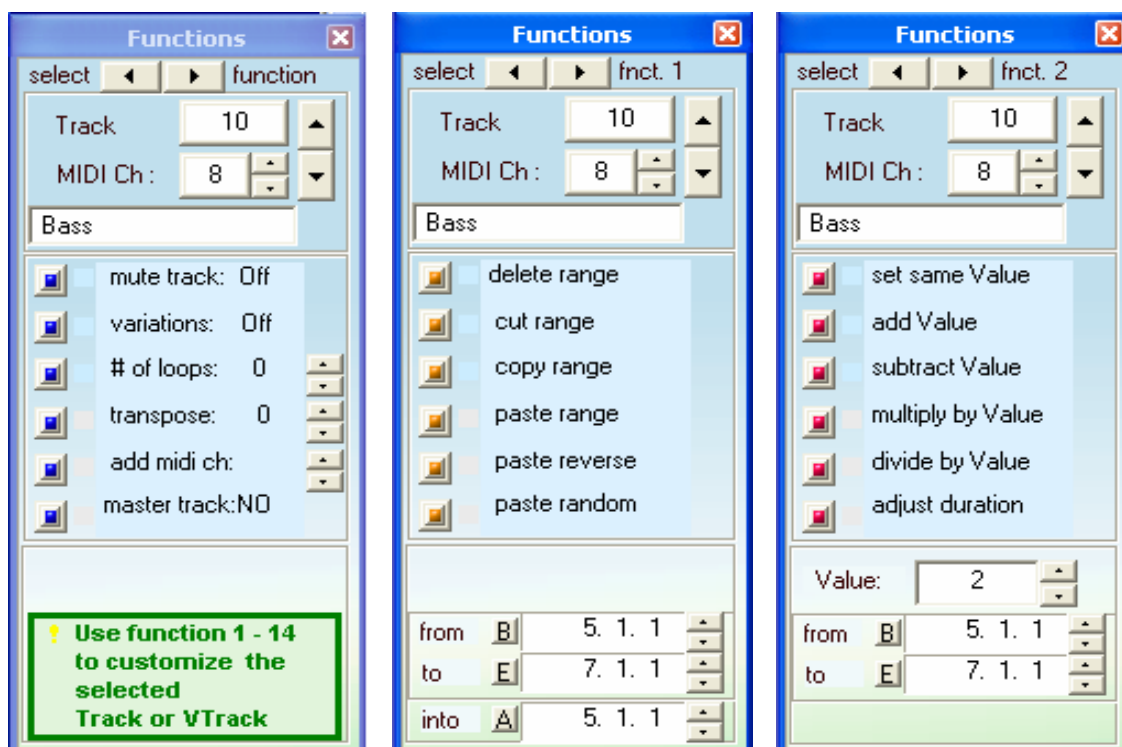 Functions
select function
Track 10
MIDI Ch : 8
Bass
mute track: Off
variations: Off
# of loops: 0
transpose: 0
add midi ch:
master track:NO
! Use function 1 - 14
to customize the
selected
Track or VTrack
Functions
select fnct. 1
Track 10
MIDI Ch : 8
Bass
delete range
cut range
copy range
paste range
paste reverse
paste random
from B 5. 1. 1
to E 7. 1. 1
into A 5. 1. 1
Functions
select fnct. 2
Track 10
MIDI Ch : 8
Bass
set same Value
add Value
subtract Value
multiply by Value
divide by Value
adjust duration
Value: 2
from B 5. 1. 1
to E 7. 1. 1